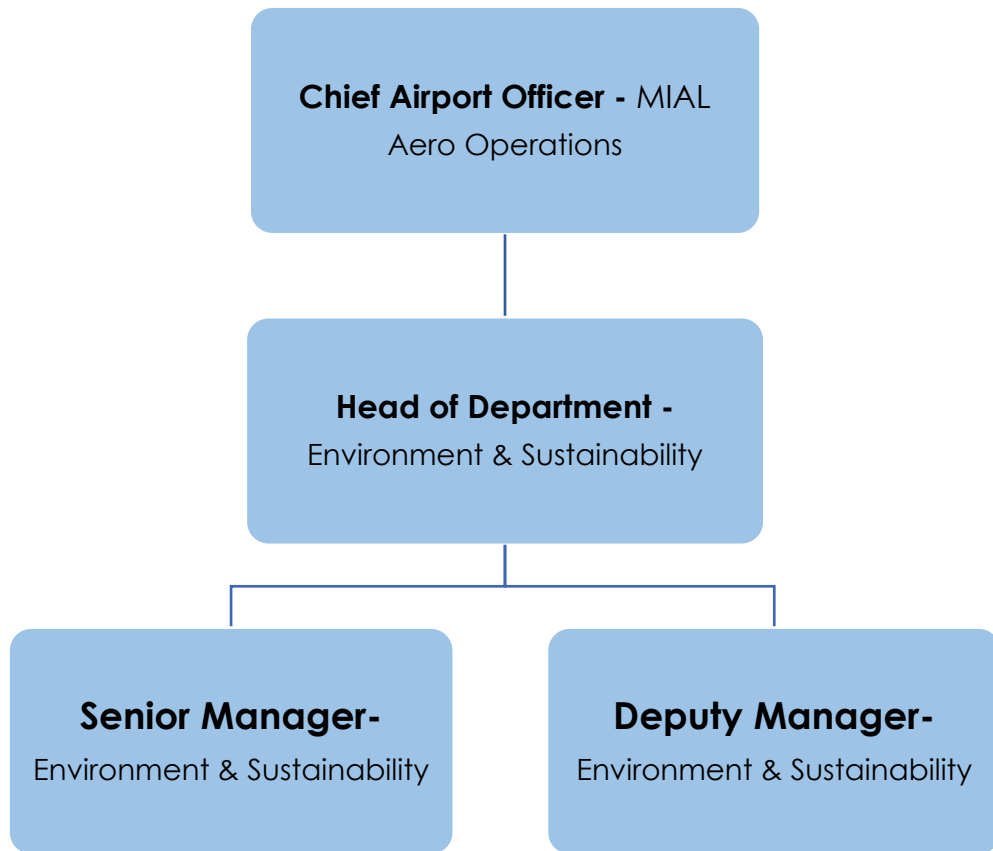 Chief Airport Officer - MIAL
Aero Operations
Head of Department -
Environment & Sustainability
Senior Manager-
Environment & Sustainability
Deputy Manager-
Environment & Sustainability